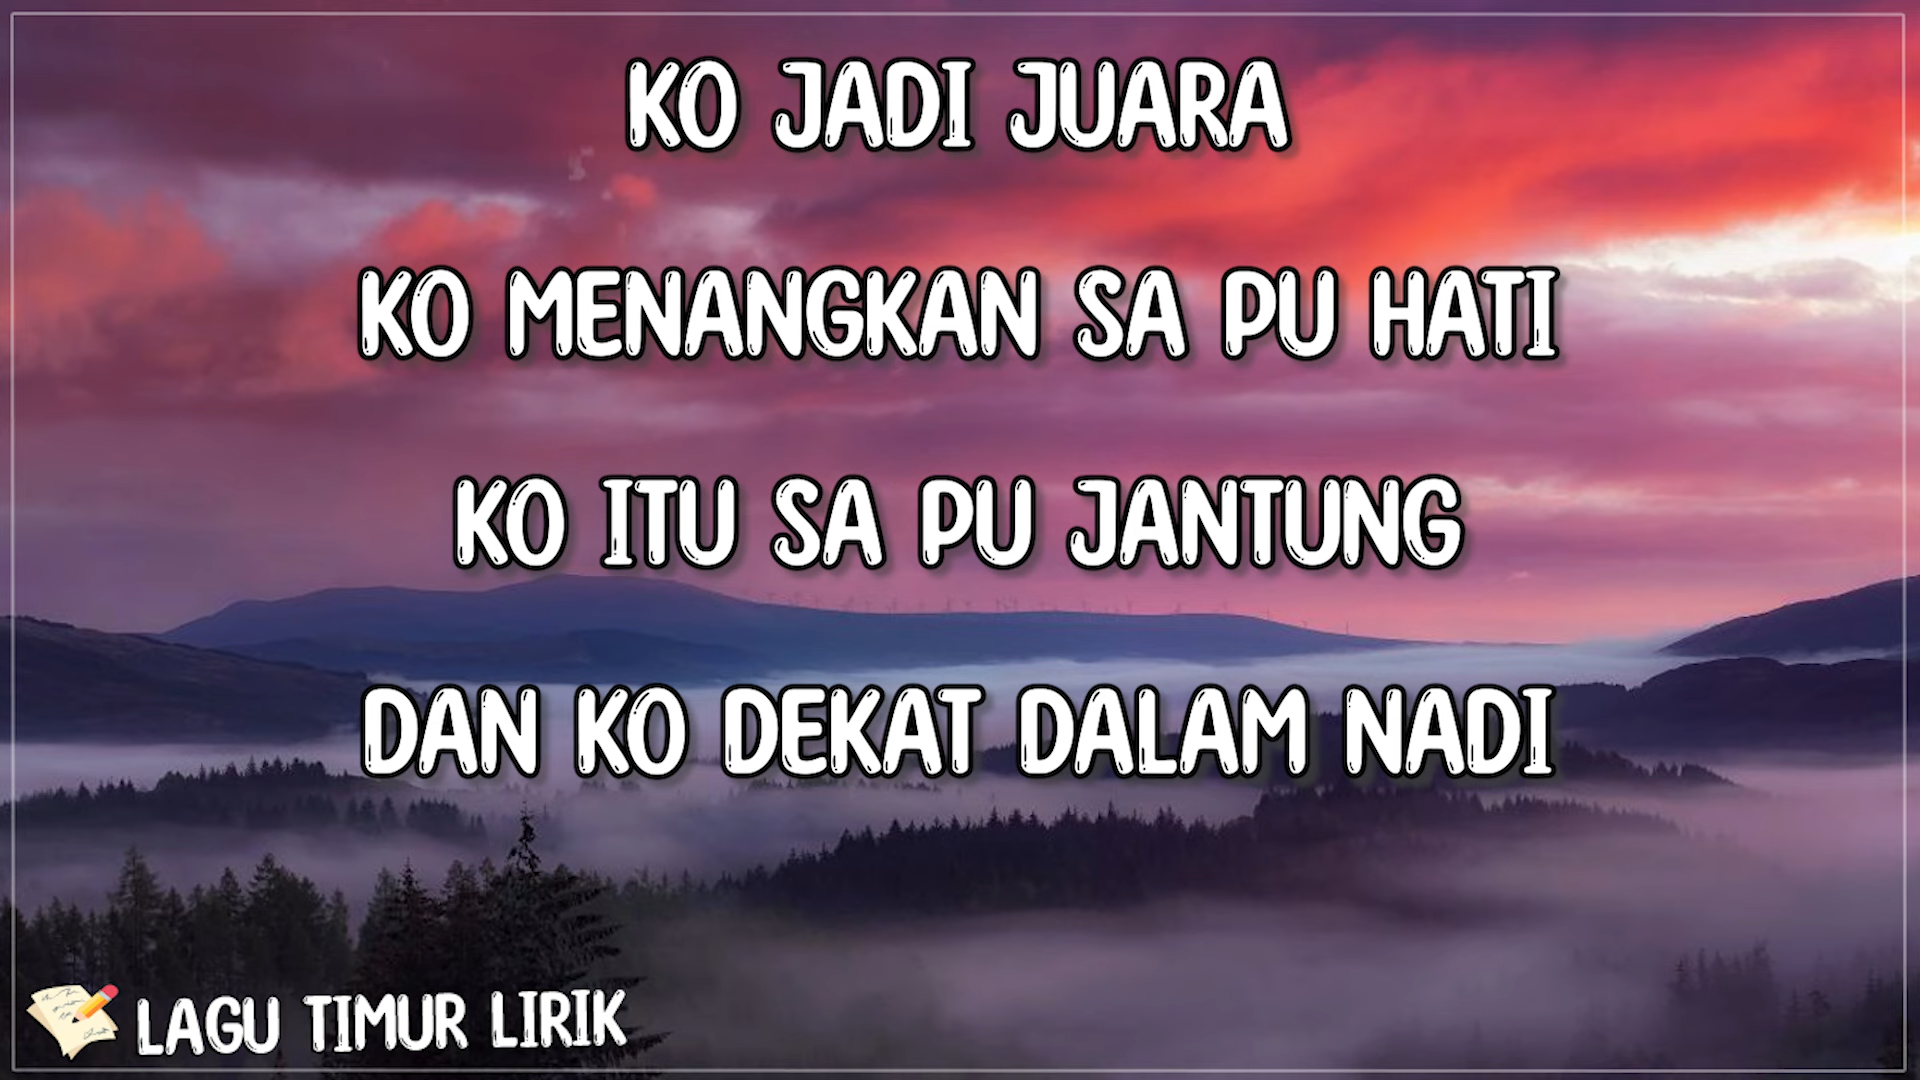 KO JADI JUARA
KO MENANGKAN SA PU HATI
KO ITU SA PU JANTUNG
DAN KO DEKAT DALAM NADI
LAGU TIMUR LIRIK